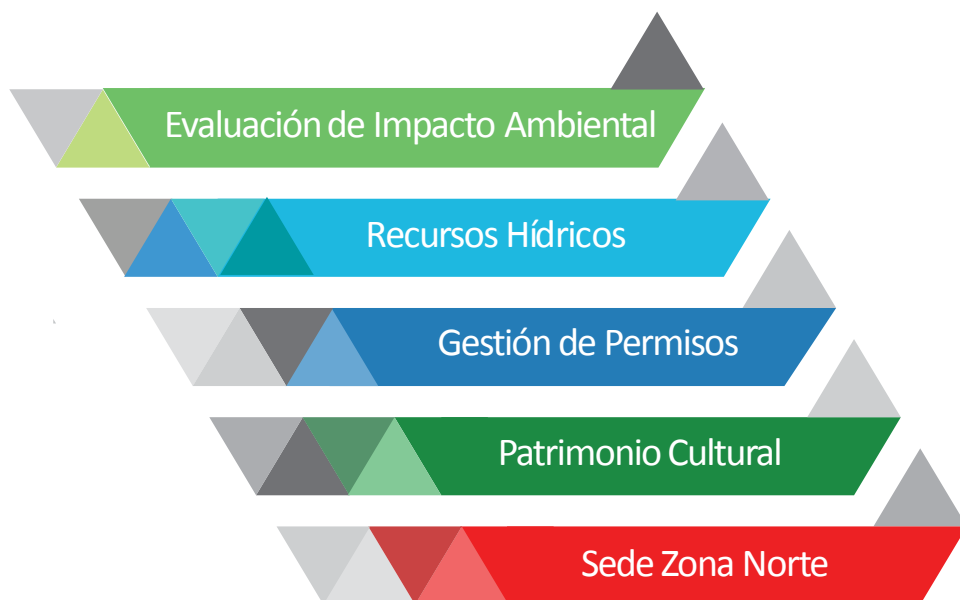 Evaluación de Impacto Ambiental
Recursos Hídricos
Gestión de Permisos
Patrimonio Cultural
Sede Zona Norte